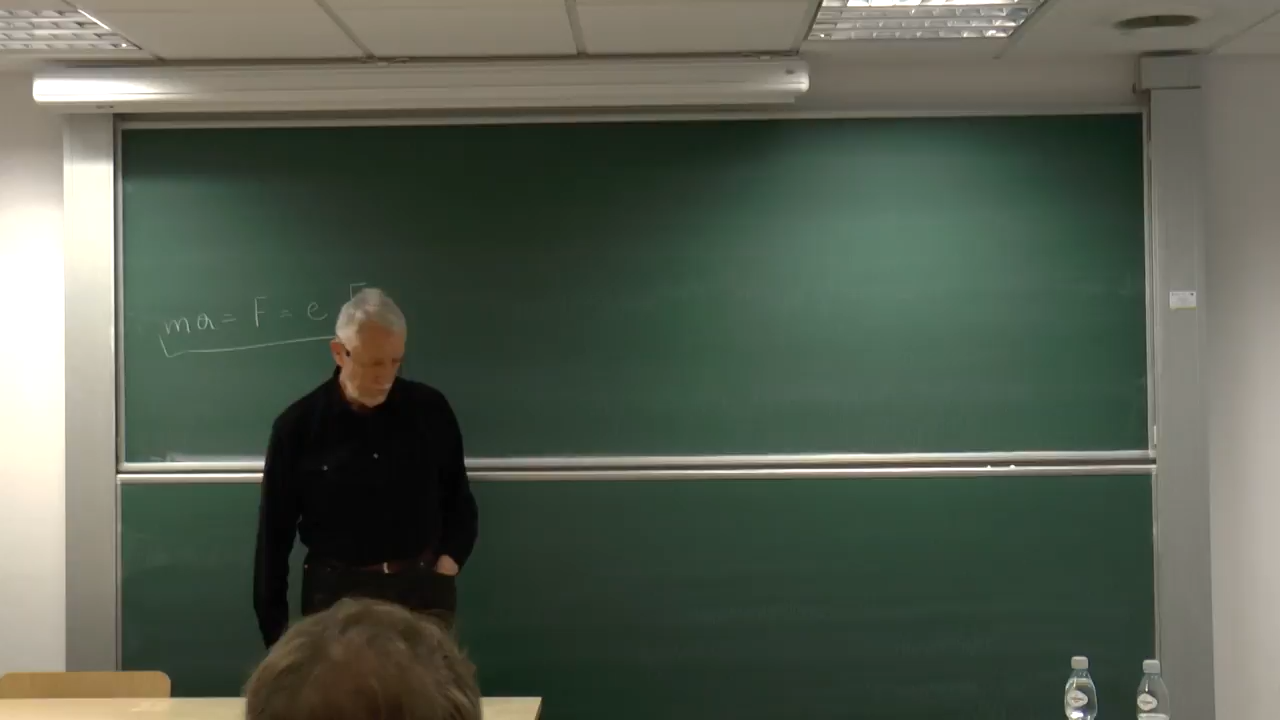 ma = F = e F